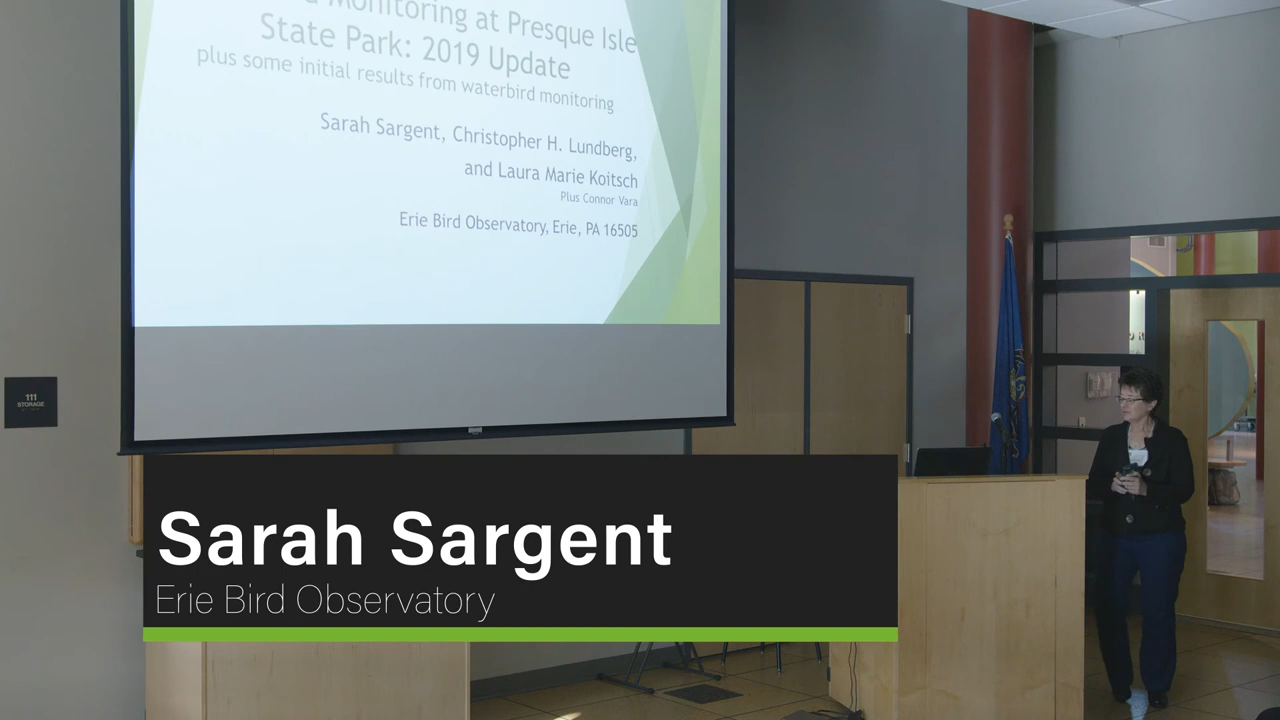 Monitoring at Presque Isle
State Park: 2019 Update
plus some initial results from waterbird monitoring
Sarah Sargent, Christopher H. Lundberg,
and Laura Marie Koitsch
Plus Connor Vara
Erie Bird Observatory, Erie, PA 16505
111
STORAGE
Sarah Sargent
Erie Bird Observatory